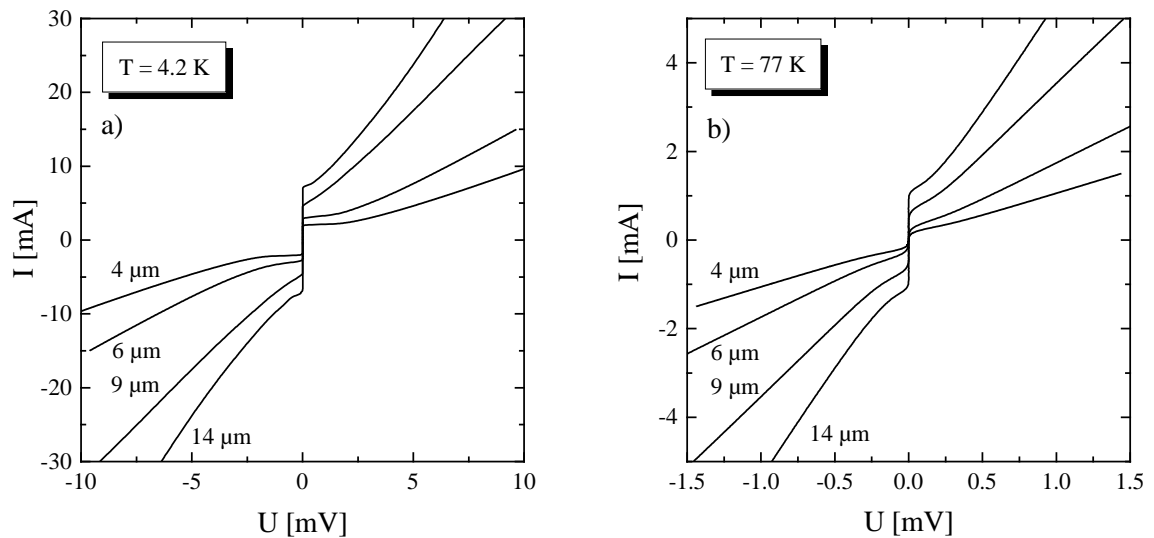 T = 4.2 K
a)
30
20
10
0
-10
-20
-30
I [mA]
4 µm
6 µm
9 µm
14 µm
-10
-5
0
5
10
U [mV]
T = 77 K
b)
4
2
0
-2
-4
I [mA]
4 µm
6 µm
9 µm
14 µm
-1.5
-1.0
-0.5
0.0
0.5
1.0
1.5
U [mV]